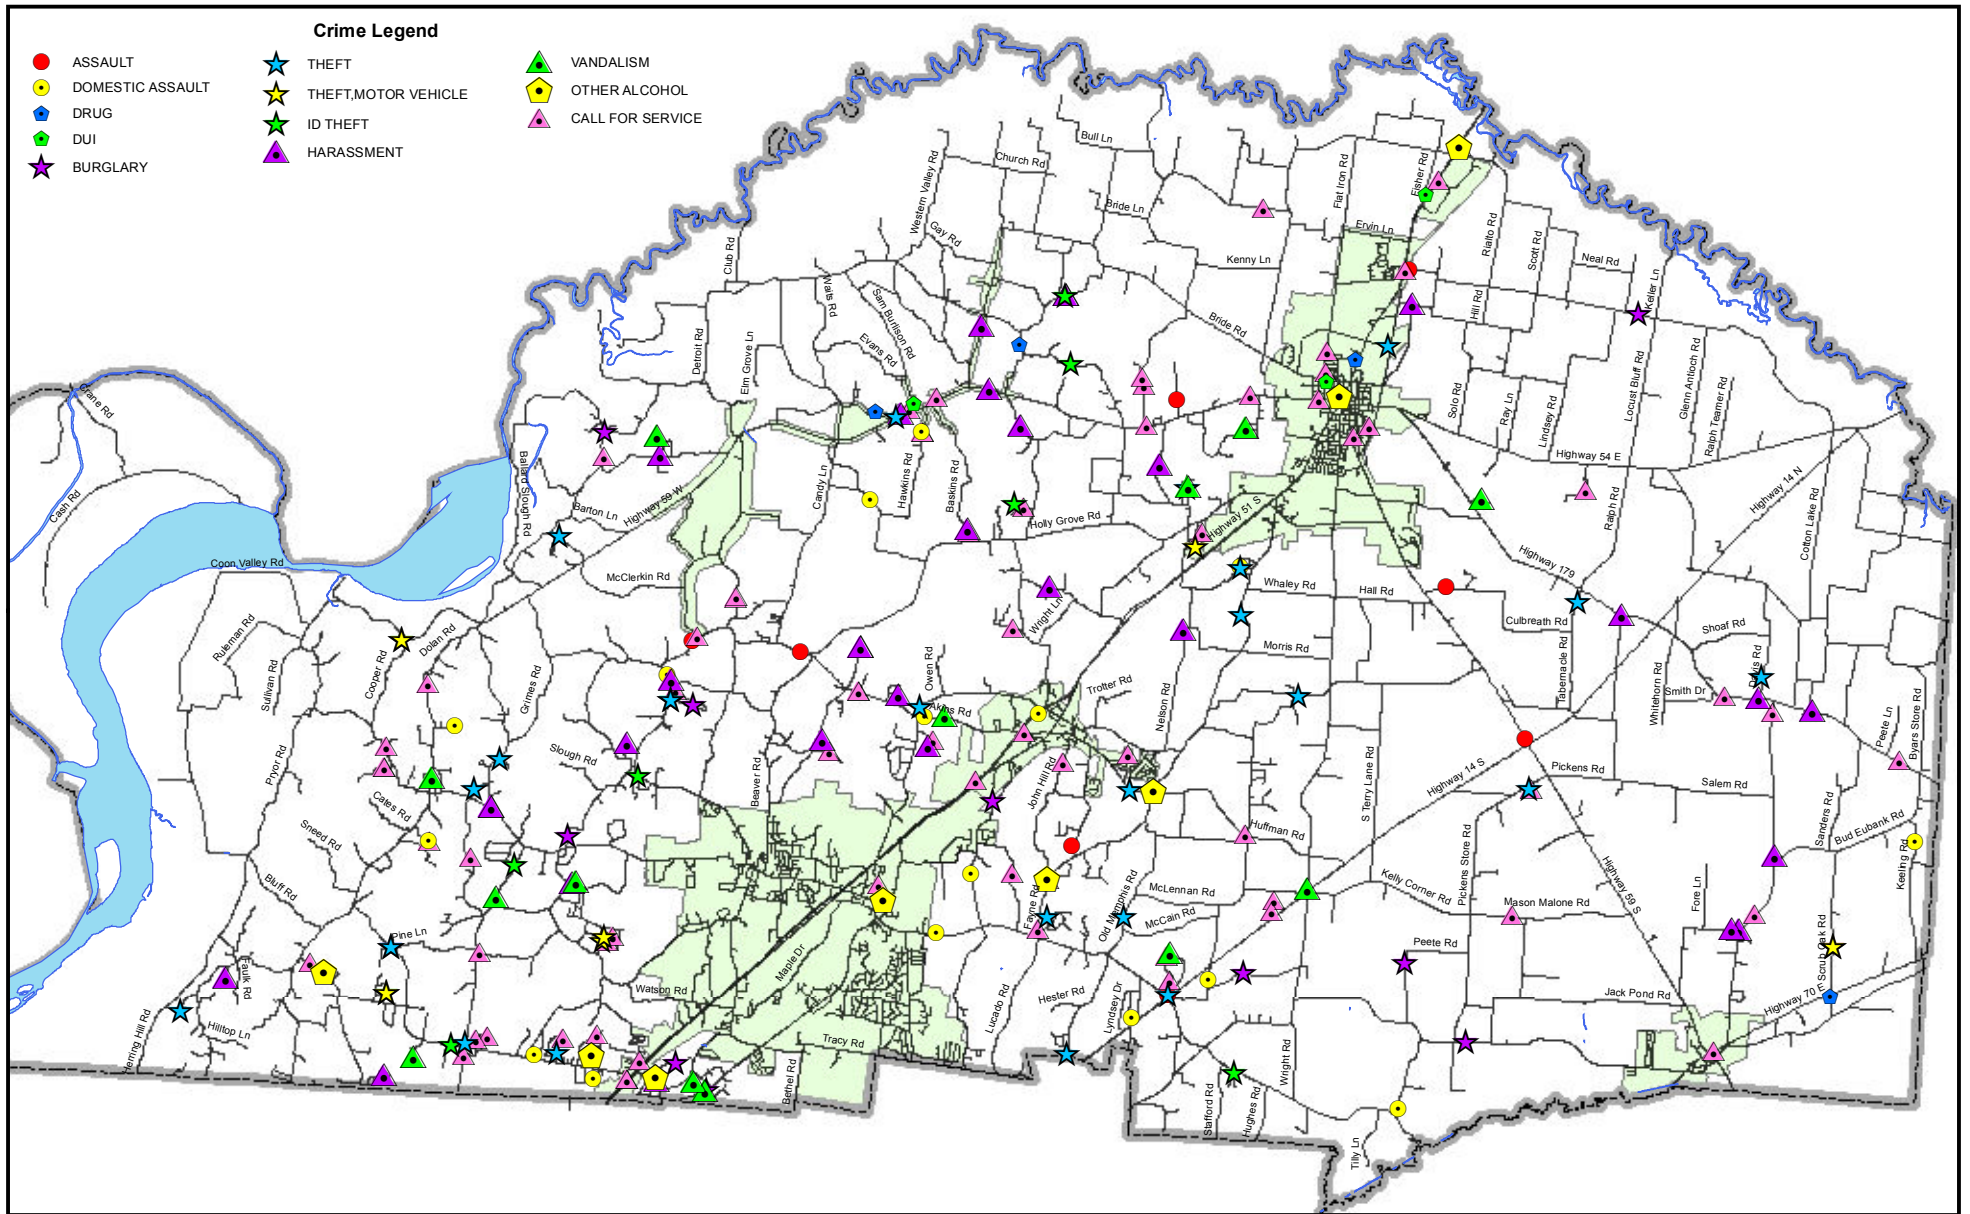 Crime Legend
ASSAULT
DOMESTIC ASSAULT
DRUG
DUI
BURGLARY
THEFT
THEFT,MOTOR VEHICLE
ID THEFT
HARASSMENT
VANDALISM
OTHER ALCOHOL
CALL FOR SERVICE
Bull Ln
Church Rd
Western Valley Rd
Flat Iron Rd
Fisher Rd
Bride Ln
Gay Rd
Ervin Ln
Rialto Rd
Scott Rd
Club Rd
Kenny Ln
Neal Rd
Keller Ln
Waits Rd
Sam Burlison Rd
Hill Rd
Bride Rd
Detroit Rd
Elm Grove Ln
Evans Rd
Locust Bluff Rd
Glenn Antioch Rd
Ralph Teamer Rd
Crane Rd
Solo Rd
Ray Ln
Lindsey Rd
Highway 54 E
Ballard Slough Rd
Candy Ln
Hawkins Rd
Baskins Rd
Highway 14 N
Cash Rd
Barton Ln
Highway 59 W
Holly Grove Rd
Highway 51 S
Ralph Rd
Cotton Lake Rd
Coon Valley Rd
McClerkin Rd
Highway 179
Whaley Rd
Hall Rd
Wright Ln
Ruleman Rd
Dolan Rd
Culbreath Rd
Shoaf Rd
Morris Rd
Sullivan Rd
Cooper Rd
Grimes Rd
Owen Rd
Trotter Rd
Nelson Rd
Tabernacle Rd
Whitehorn Rd
Smith Dr
Davis Rd
Akins Rd
Peete Ln
Byars Store Rd
Pryor Rd
Slough Rd
Beaver Rd
John Hill Rd
S Terry Lane Rd
Highway 14 S
Pickens Rd
Salem Rd
Cates Rd
Sneed Rd
Huffman Rd
Pickens Store Rd
Sanders Rd
Bud Eubank Rd
Keeling Rd
Bluff Rd
Fayne Rd
Old Memphis Rd
McLennan Rd
McCain Rd
Kelly Corner Rd
Mason Malone Rd
Highway 59 S
Fore Ln
Pine Ln
Maple Dr
Peete Rd
Scrub Oak Rd
Faulk Rd
Watson Rd
Lucado Rd
Hester Rd
Lyndsey Dr
Jack Pond Rd
Highway 70 E
Herring Hill Rd
Hilltop Ln
Tracy Rd
Bethel Rd
Wright Rd
Stafford Rd
Hughes Rd
Tilly Ln